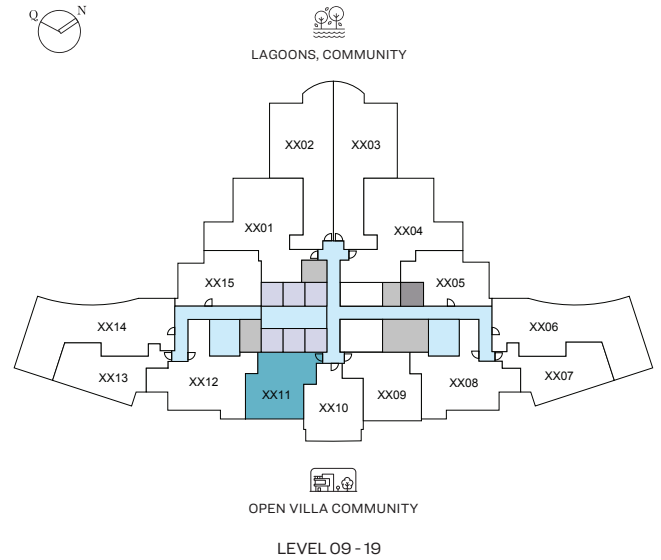 Q N
LAGOONS, COMMUNITY
XX02 XX03
XX01 XX04
XX15 XX05
XX14 XX06
XX13 XX12 XX11 XX10 XX09 XX08 XX07
OPEN VILLA COMMUNITY
LEVEL 09 - 19